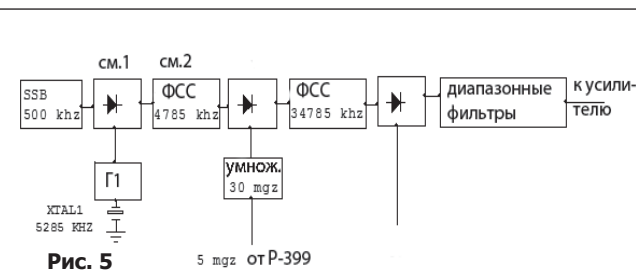 см.1
см.2
SSB
500 khz
ФСС
4785 khz
ФСС
34785 khz
диапазонные
фильтры
к усили-
телю
Г1
умнож.
30 mgz
XTAL1
5285 KHZ
Рис. 5
5 mgz от Р-399